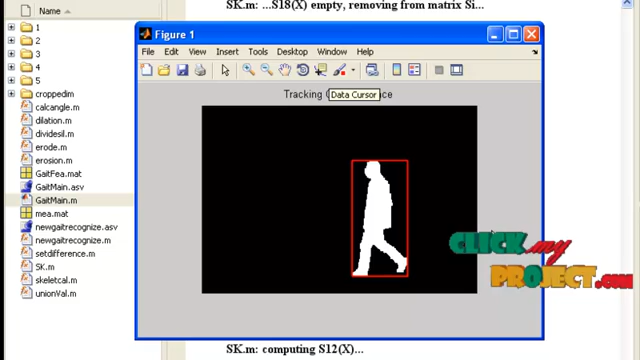 SK.m: ...S18(X) empty, removing from matrix Si...
Name
1
2
3
4
5
croppedim
calcangle.m
dilation.m
dividesil.m
erode.m
erosion.m
GaitFea.mat
GaitMain.asv
GaitMain.m
mea.mat
newgaitrecognize.asv
newgaitrecognize.m
setdifference.m
SK.m
skeletcal.m
unionVal.m
Figure 1
File Edit View Insert Tools Desktop Window Help
Tracking
Data Cursor
CLICK my
PROJECT.com
SK.m: computing S12(X)...